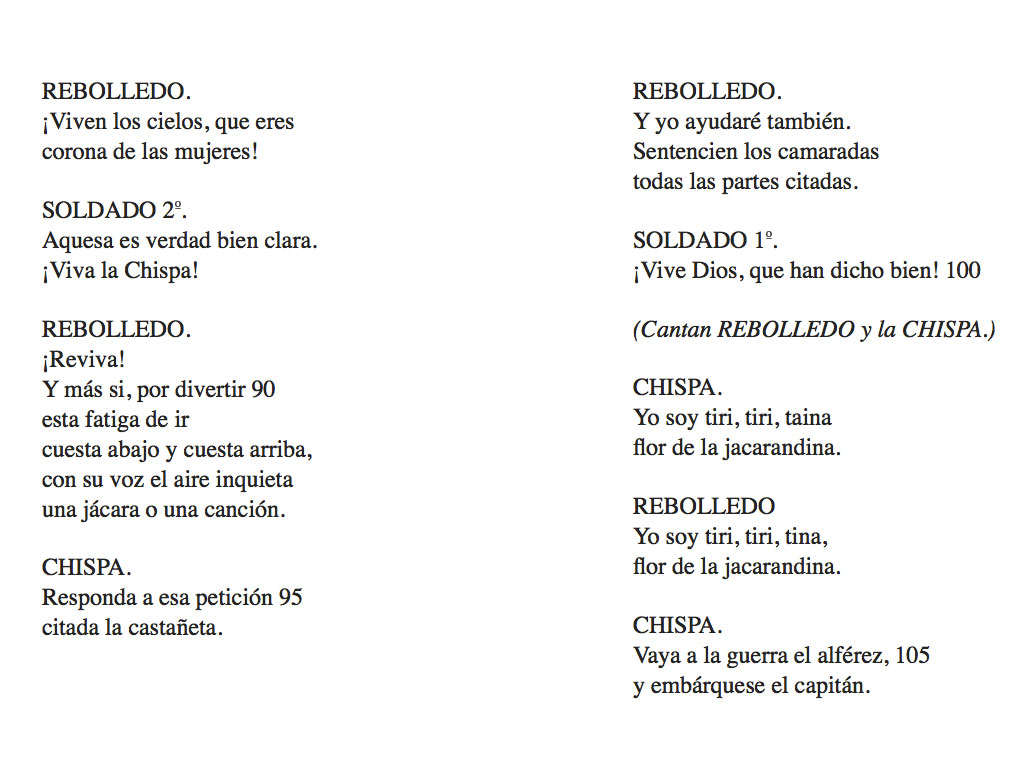 REBOLLEDO.
¡Viven los cielos, que eres
corona de las mujeres!
SOLDADO 2º.
Aquesa es verdad bien clara.
¡Viva la Chispa!
REBOLLEDO.
¡Reviva!
Y más si, por divertir 90
esta fatiga de ir
cuesta abajo y cuesta arriba,
con su voz el aire inquieta
una jácara o una canción.
CHISPA.
Responda a esa petición 95
citada la castañeta.
REBOLLEDO.
Y yo ayudaré también.
Sentencien los camaradas
todas las partes citadas.
SOLDADO 1º.
¡Vive Dios, que han dicho bien! 100
(Cantan REBOLLEDO y la CHISPA.)
CHISPA.
Yo soy tiri, tiri, taina
flor de la jacarandina.
REBOLLEDO
Yo soy tiri, tiri, tina,
flor de la jacarandina.
CHISPA.
Vaya a la guerra el alférez, 105
y embárquese el capitán.